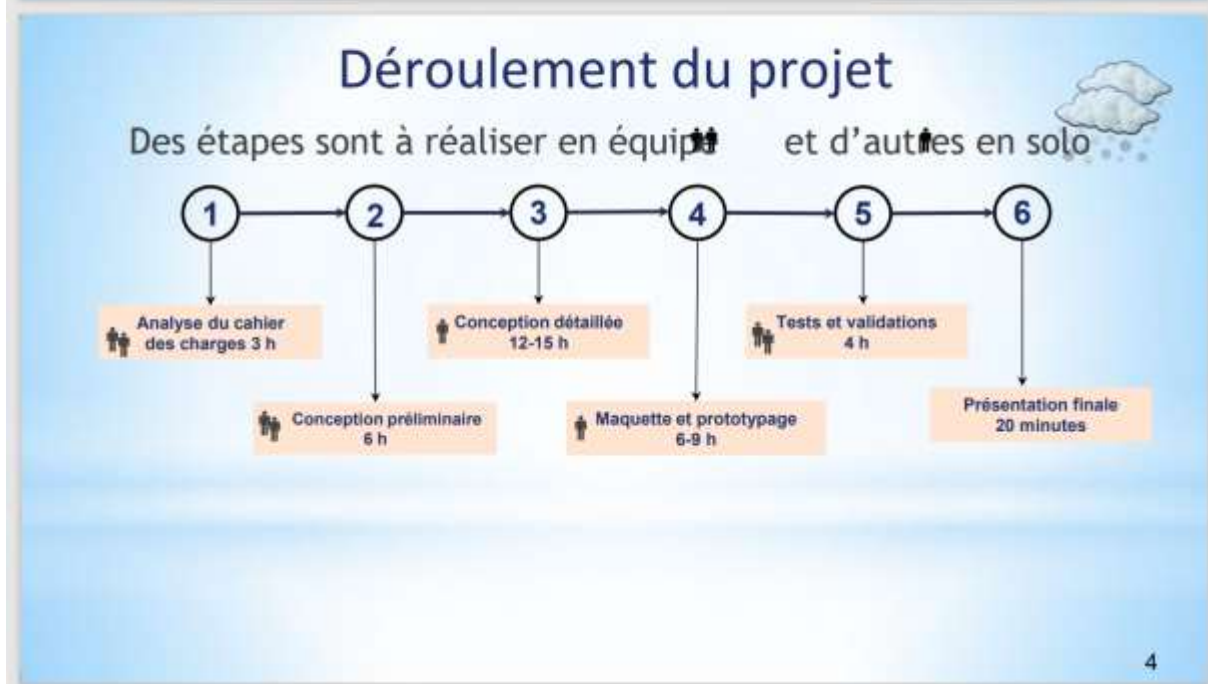 Déroulement du projet
Des étapes sont à réaliser en équipe et d'autres en solo
1 2 3 4 5 6
Analyse du cahier
des charges 3 h
Conception préliminaire
6 h
Conception détaillée
12-15 h
Maquette et prototypage
6-9 h
Tests et validations
4 h
Présentation finale
20 minutes
4